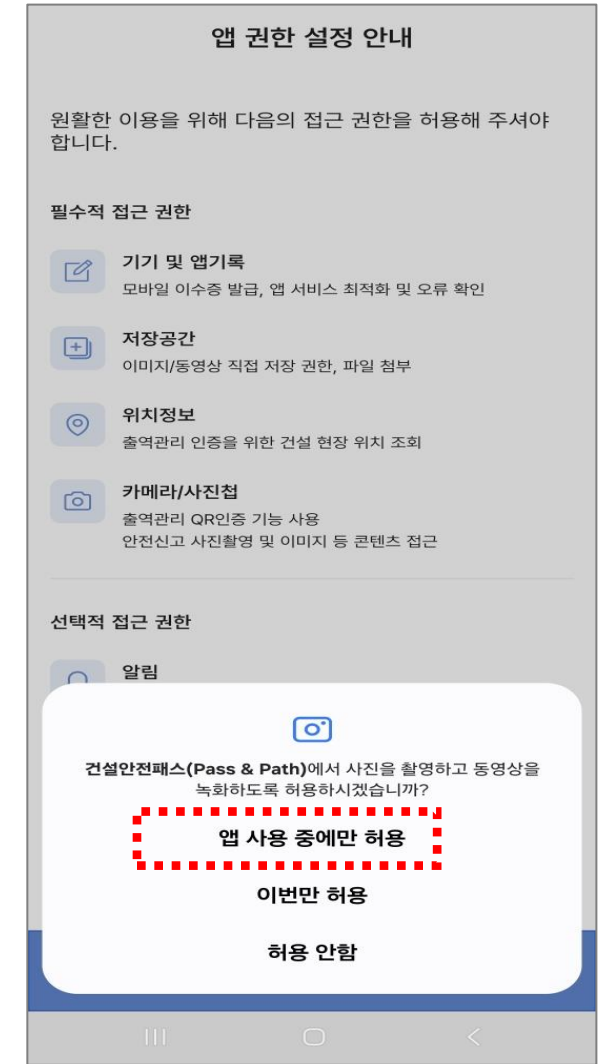 앱 권한 설정 안내
원활한 이용을 위해 다음의 접근 권한을 허용해 주셔야
합니다.
필수적 접근 권한
기기 및 앱기록
모바일 이수증 발급, 앱 서비스 최적화 및 오류 확인
저장공간
이미지/동영상 직접 저장 권한, 파일 첨부
위치정보
출역관리 인증을 위한 건설 현장 위치 조회
카메라/사진첩
출역관리 QR인증 기능 사용
안전신고 사진촬영 및 이미지 등 콘텐츠 접근
선택적 접근 권한
알림
건설안전패스(Pass & Path)에서 사진을 촬영하고 동영상을
녹화하도록 허용하시겠습니까?
앱 사용 중에만 허용
이번만 허용
허용 안함